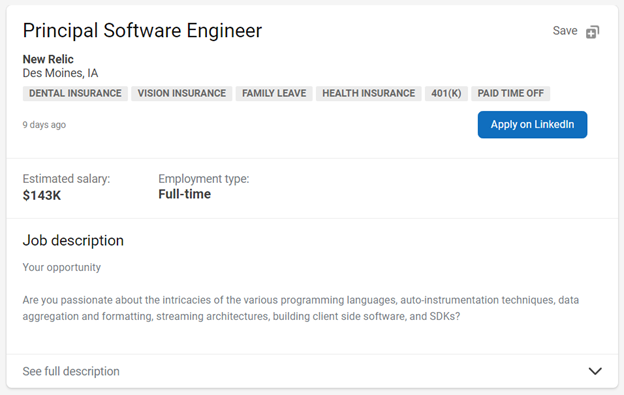 Principal Software Engineer
Save
New Relic
Des Moines, IA
DENTAL INSURANCE VISION INSURANCE FAMILY LEAVE HEALTH INSURANCE 401(K) PAID TIME OFF
9 days ago
Apply on LinkedIn
Estimated salary: Employment type:
$143K Full-time
Job description
Your opportunity
Are you passionate about the intricacies of the various programming languages, auto-instrumentation techniques, data
aggregation and formatting, streaming architectures, building client side software, and SDKs?
See full description